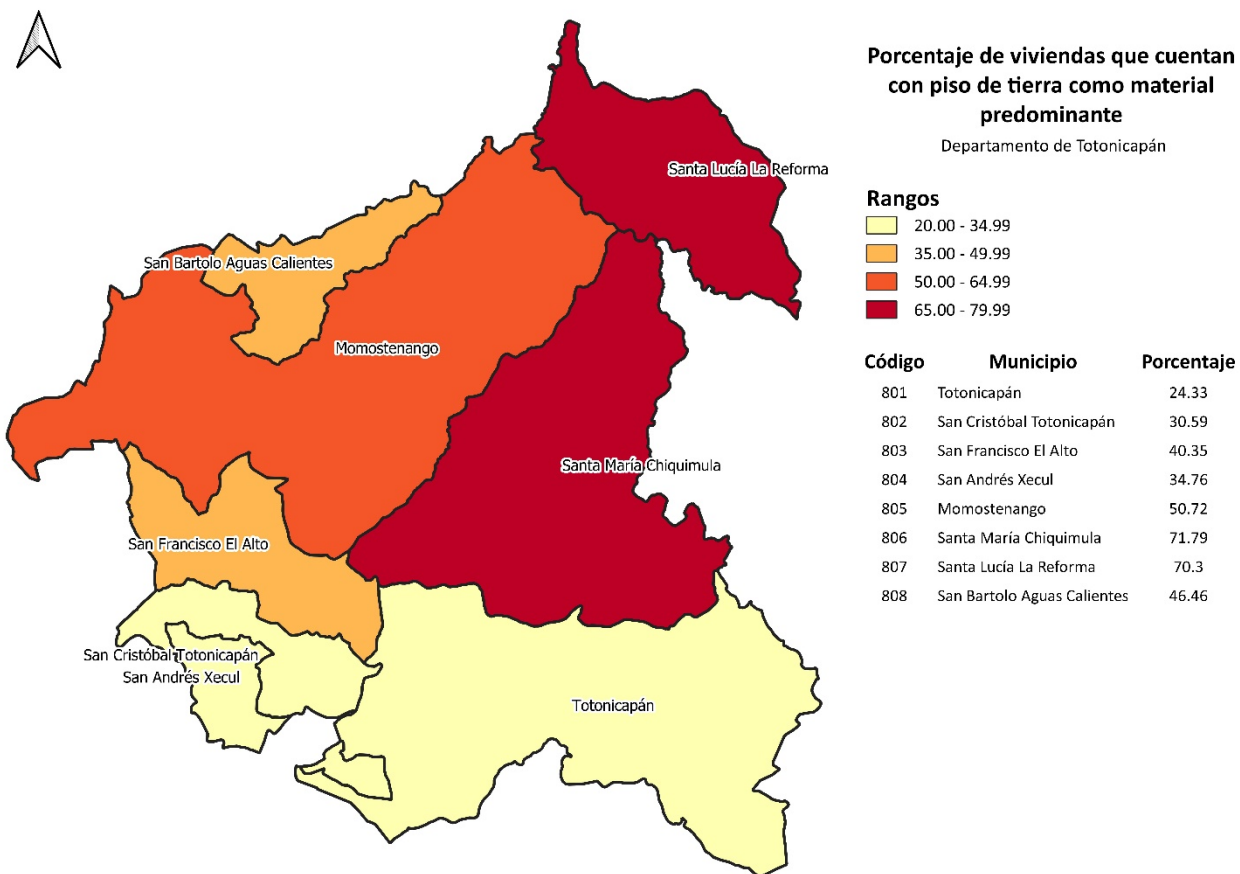 Porcentaje de viviendas que cuentan
con piso de tierra como material
predominante
Departamento de Totonicapán
Rangos
20.00 - 34.99
35.00 - 49.99
50.00 - 64.99
65.00 - 79.99
Código Municipio Porcentaje
801 Totonicapán 24.33
802 San Cristóbal Totonicapán 30.59
803 San Francisco El Alto 40.35
804 San Andrés Xecul 34.76
805 Momostenango 50.72
806 Santa María Chiquimula 71.79
807 Santa Lucía La Reforma 70.3
808 San Bartolo Aguas Calientes 46.46
Santa Lucía La Reforma
San Bartolo Aguas Calientes
Momostenango
Santa María Chiquimula
San Francisco El Alto
San Cristóbal Totonicapán
San Andrés Xecul
Totonicapán